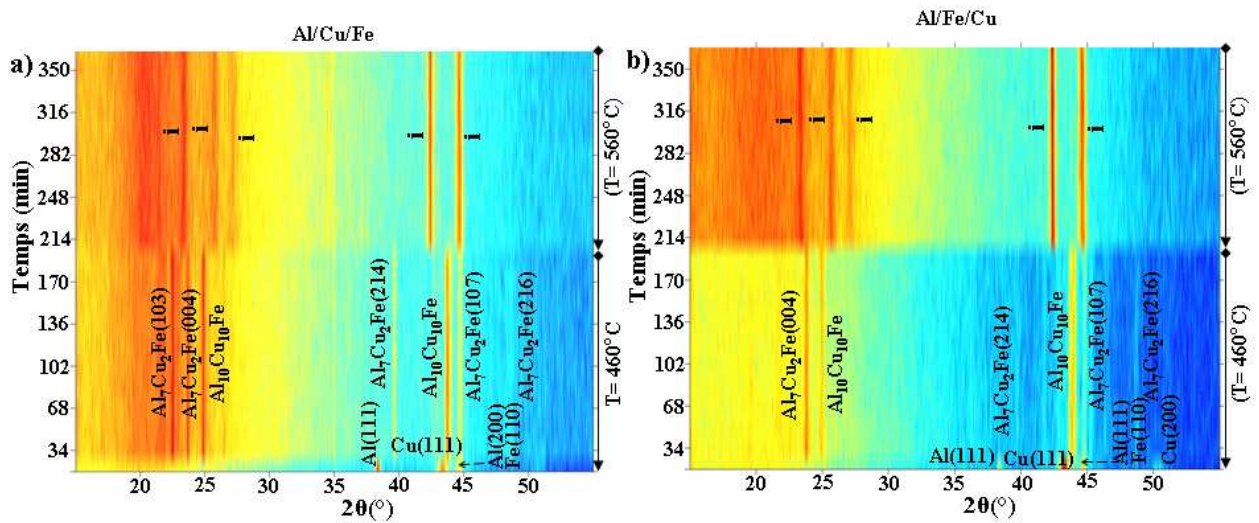 Al/Cu/Fe
a)
350
316
282
248
214
170
136
102
68
34
Temps (min)
i
i
i
i
i
Al₇Cu₂Fe(103)
Al₇Cu₂Fe(004)
Al₁₀Cu₁₀Fe
Al₇Cu₂Fe(214)
Al₁₀Cu₁₀Fe
Al₇Cu₂Fe(107)
Al₇Cu₂Fe(216)
Al(111)
Cu(111)
Al(200)
Fe(110)
(T= 560°C)
T= 460°C
20 25 30 35 40 45 50
2θ(°)
Al/Fe/Cu
b)
350
316
282
248
214
170
136
102
68
34
Temps (min)
i
i
i
i
i
Al₇Cu₂Fe(004)
Al₁₀Cu₁₀Fe
Al₇Cu₂Fe(214)
Al₁₀Cu₁₀Fe
Al₇Cu₂Fe(107)
Al₇Cu₂Fe(216)
Al(111)
Cu(111)
Al(111)
Fe(110)
Cu(200)
(T= 560°C)
(T= 460°C)
20 25 30 35 40 45 50
2θ(°)